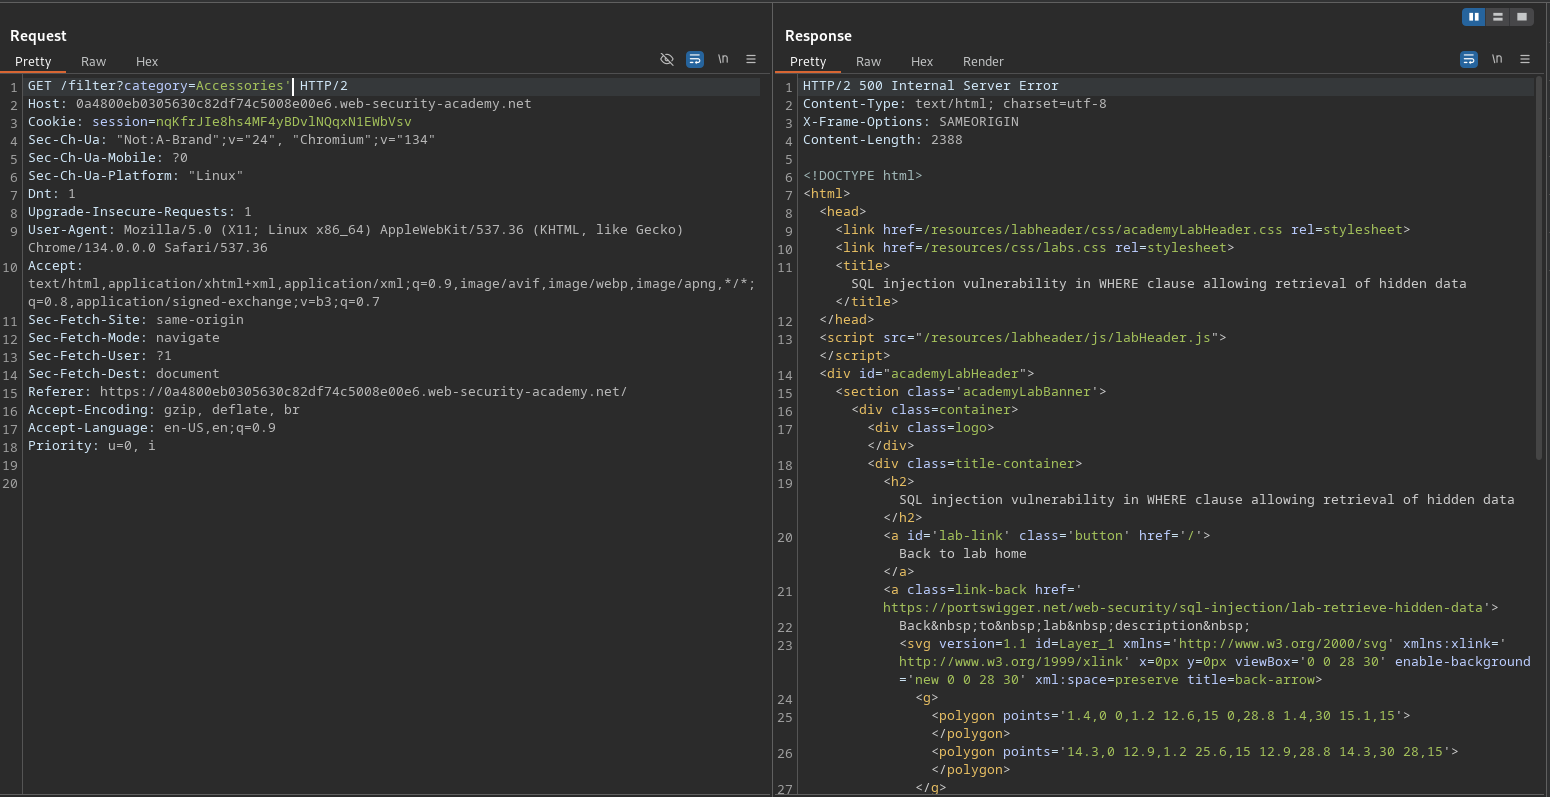 Request
Pretty Raw Hex
\n
1 GET /filter?category=Accessories' HTTP/2
2 Host: 0a4800eb0305630c82df74c5008e00e6.web-security-academy.net
3 Cookie: session=nqKfrJIe8hs4MF4yBDvlNQqxN1EWbVsv
4 Sec-Ch-Ua: "Not:A-Brand";v="24", "Chromium";v="134"
5 Sec-Ch-Ua-Mobile: ?0
6 Sec-Ch-Ua-Platform: "Linux"
7 Dnt: 1
8 Upgrade-Insecure-Requests: 1
9 User-Agent: Mozilla/5.0 (X11; Linux x86_64) AppleWebKit/537.36 (KHTML, like Gecko)
Chrome/134.0.0.0 Safari/537.36
10 Accept:
text/html,application/xhtml+xml,application/xml;q=0.9,image/avif,image/webp,image/apng,*/*;
q=0.8,application/signed-exchange;v=b3;q=0.7
11 Sec-Fetch-Site: same-origin
12 Sec-Fetch-Mode: navigate
13 Sec-Fetch-User: ?1
14 Sec-Fetch-Dest: document
15 Referer: https://0a4800eb0305630c82df74c5008e00e6.web-security-academy.net/
16 Accept-Encoding: gzip, deflate, br
17 Accept-Language: en-US,en;q=0.9
18 Priority: u=0, i
19
20
Response
Pretty Raw Hex Render
\n
1 HTTP/2 500 Internal Server Error
2 Content-Type: text/html; charset=utf-8
3 X-Frame-Options: SAMEORIGIN
4 Content-Length: 2388
5
6 <!DOCTYPE html>
7 <html>
8 <head>
9 <link href=/resources/labheader/css/academyLabHeader.css rel=stylesheet>
10 <link href=/resources/css/labs.css rel=stylesheet>
11 <title>
SQL injection vulnerability in WHERE clause allowing retrieval of hidden data
</title>
12 </head>
13 <script src="/resources/labheader/js/labHeader.js">
</script>
14 <div id="academyLabHeader">
15 <section class='academyLabBanner'>
16 <div class=container>
17 <div class=logo>
</div>
18 <div class=title-container>
19 <h2>
SQL injection vulnerability in WHERE clause allowing retrieval of hidden data
</h2>
20 <a id='lab-link' class='button' href='/'>
Back to lab home
</a>
21 <a class=link-back href='
https://portswigger.net/web-security/sql-injection/lab-retrieve-hidden-data'>
22 Back&nbsp;to&nbsp;lab&nbsp;description&nbsp;
23 <svg version=1.1 id=Layer_1 xmlns='http://www.w3.org/2000/svg' xmlns:xlink='
http://www.w3.org/1999/xlink' x=0px y=0px viewBox='0 0 28 30' enable-background
='new 0 0 28 30' xml:space=preserve title=back-arrow>
24 <g>
25 <polygon points='1.4,0 0,1.2 12.6,15 0,28.8 1.4,30 15.1,15'>
</polygon>
26 <polygon points='14.3,0 12.9,1.2 25.6,15 12.9,28.8 14.3,30 28,15'>
</polygon>
27 </g>